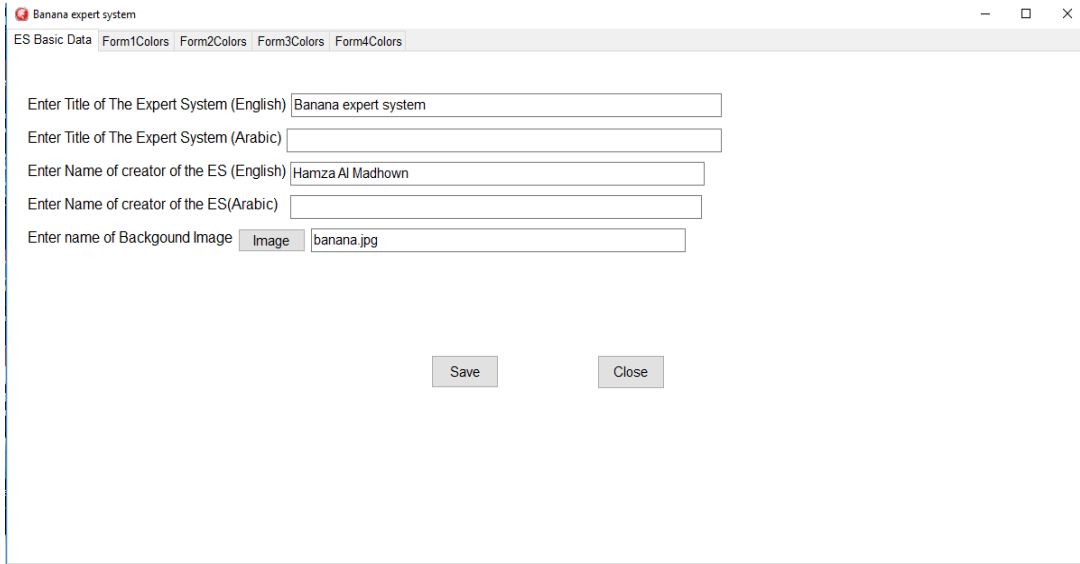 Banana expert system
ES Basic Data Form1Colors Form2Colors Form3Colors Form4Colors
Enter Title of The Expert System (English) Banana expert system
Enter Title of The Expert System (Arabic)
Enter Name of creator of the ES (English) Hamza Al Madhown
Enter Name of creator of the ES(Arabic)
Enter name of Backgound Image Image banana.jpg
Save Close